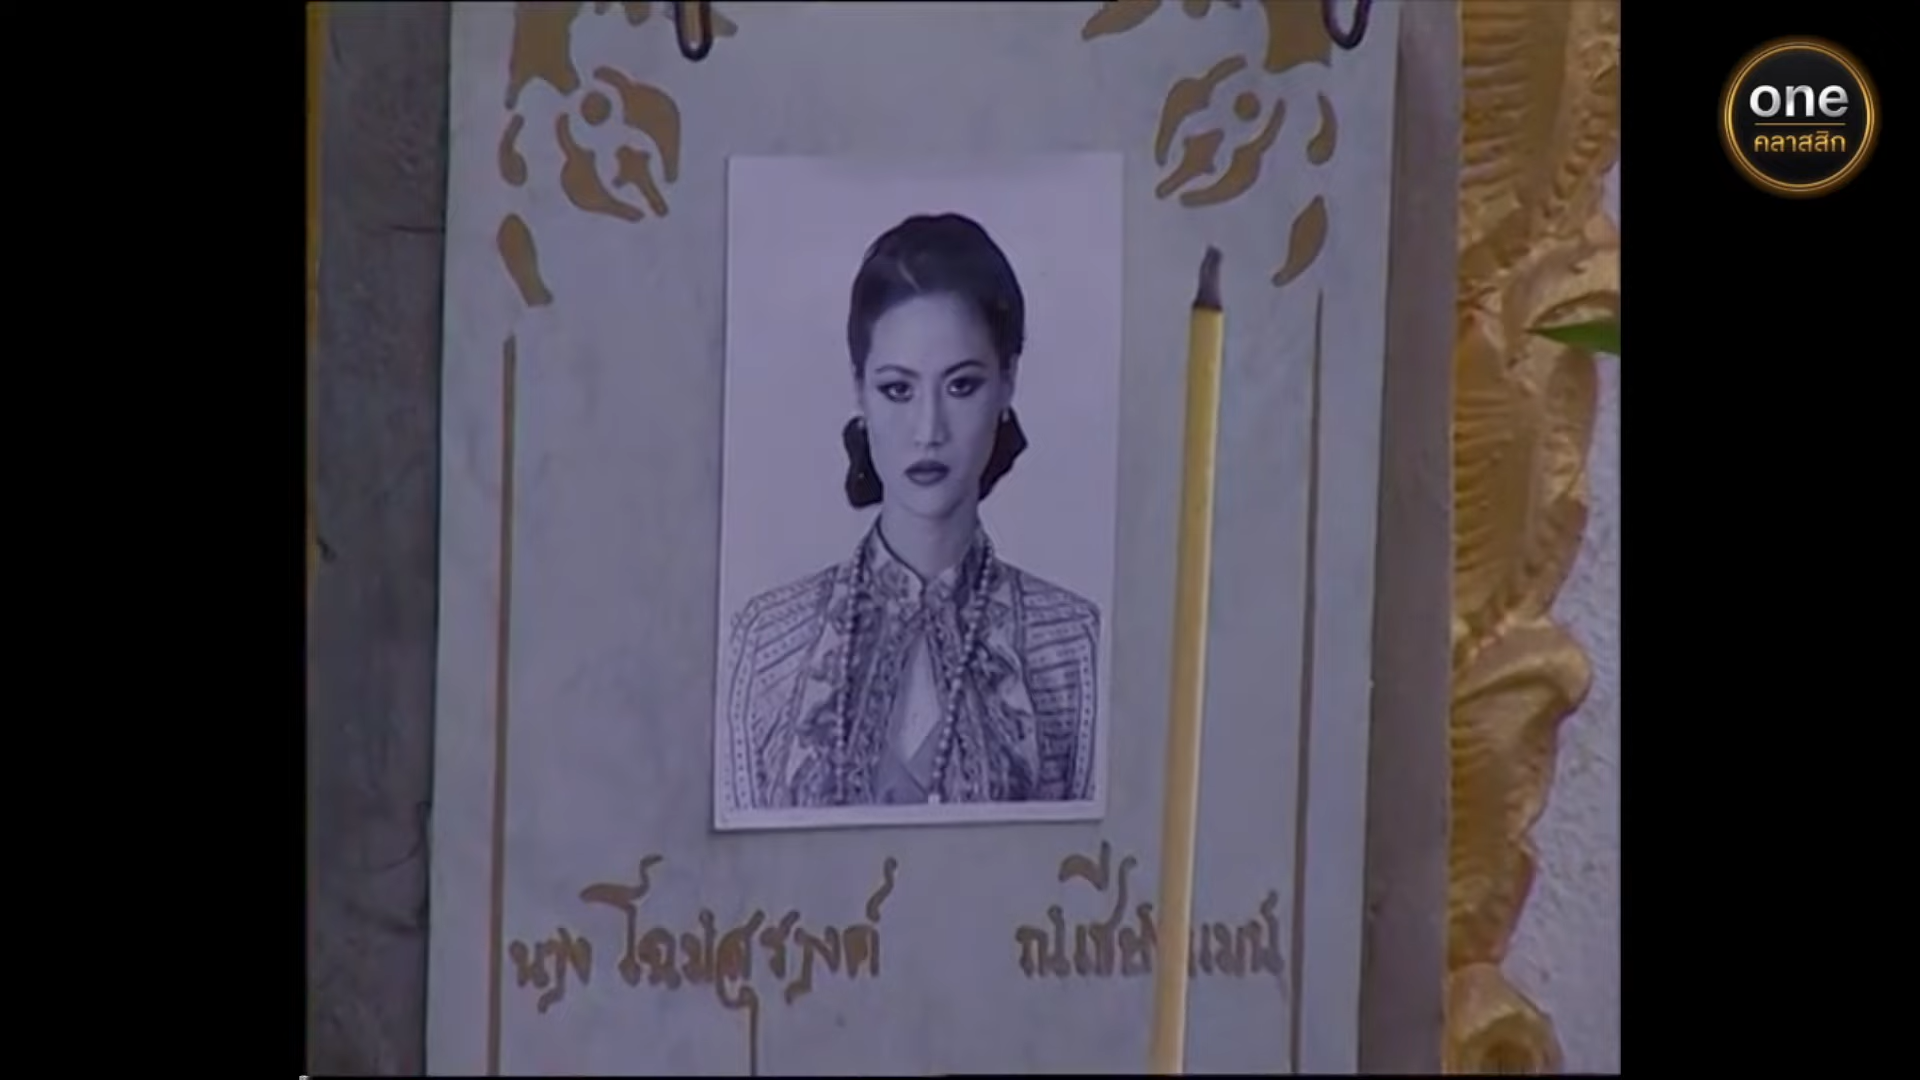 one
คลาสสิก
นาง โฉมสุรางค์